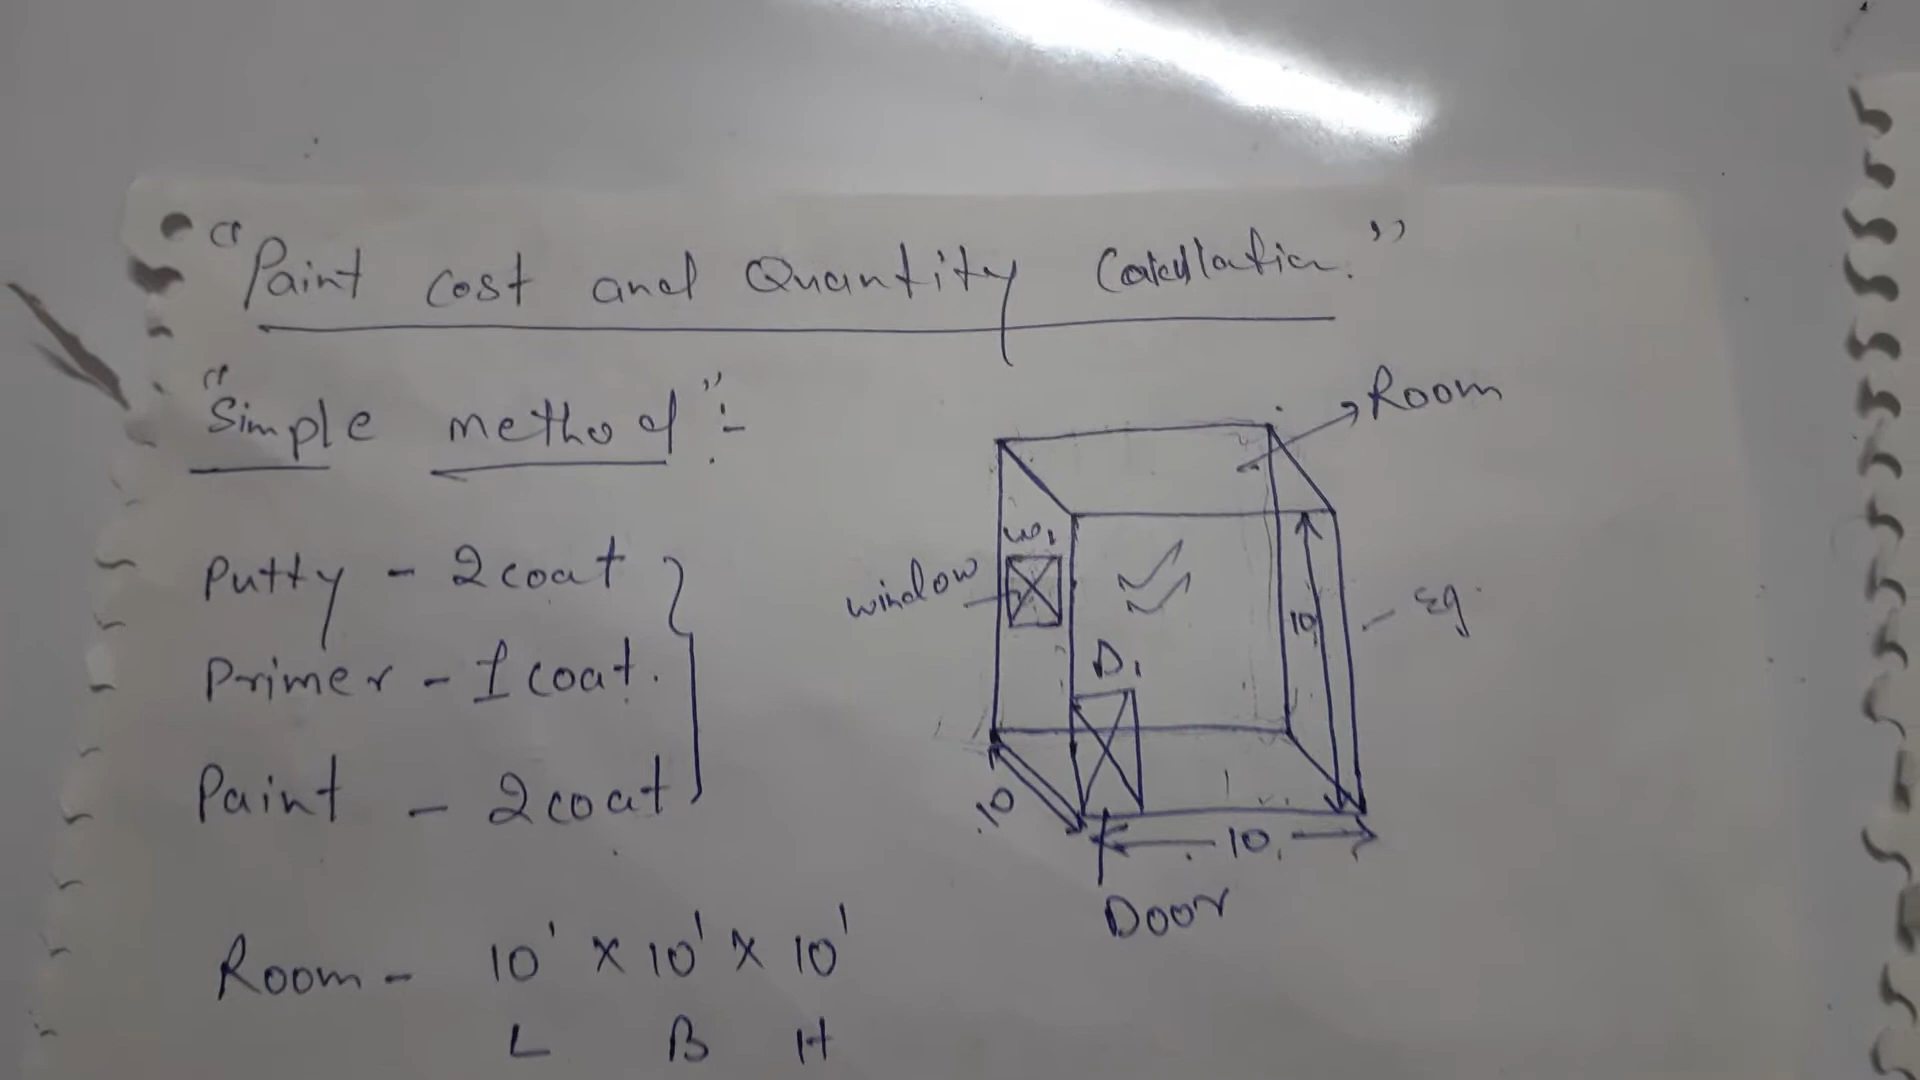 "Paint cost and Quantity Calculation."
"Simple method":-
Putty - 2 coat
Primer - 1 coat.
Paint - 2 coat
Room
W1
window
D1
10
Eg.
10
10
Door
Room - 10' x 10' x 10'
L B H